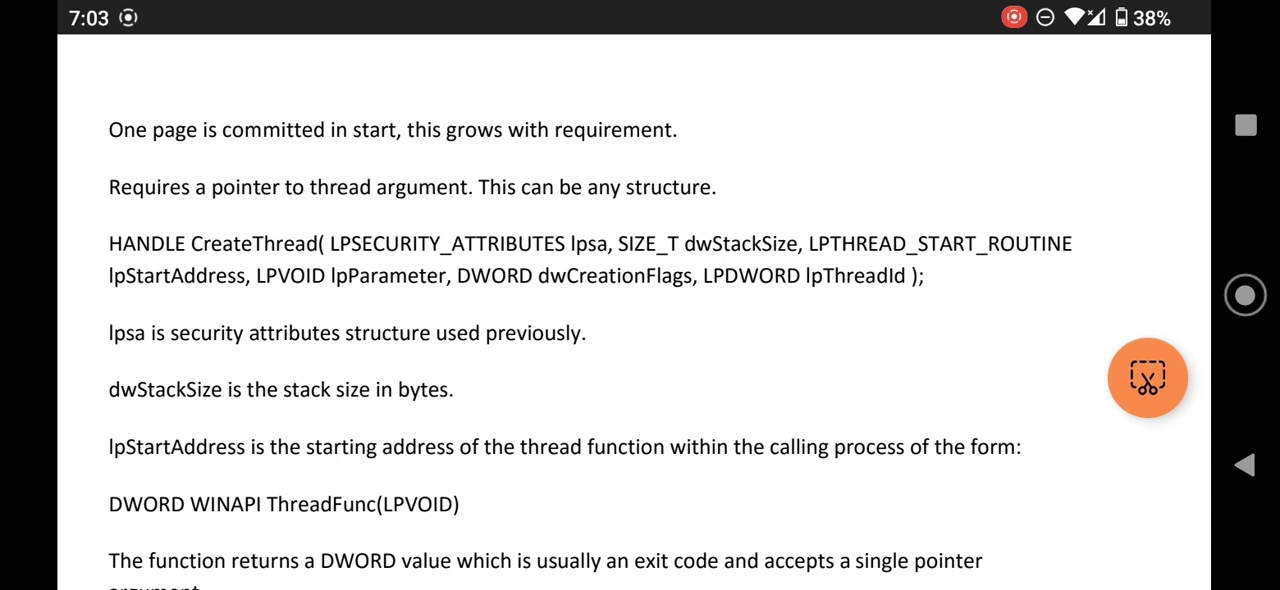 7:03 38%
One page is committed in start, this grows with requirement.
Requires a pointer to thread argument. This can be any structure.
HANDLE CreateThread( LPSECURITY_ATTRIBUTES lpsa, SIZE_T dwStackSize, LPTHREAD_START_ROUTINE
lpStartAddress, LPVOID lpParameter, DWORD dwCreationFlags, LPDWORD lpThreadId );
lpsa is security attributes structure used previously.
dwStackSize is the stack size in bytes.
lpStartAddress is the starting address of the thread function within the calling process of the form:
DWORD WINAPI ThreadFunc(LPVOID)
The function returns a DWORD value which is usually an exit code and accepts a single pointer